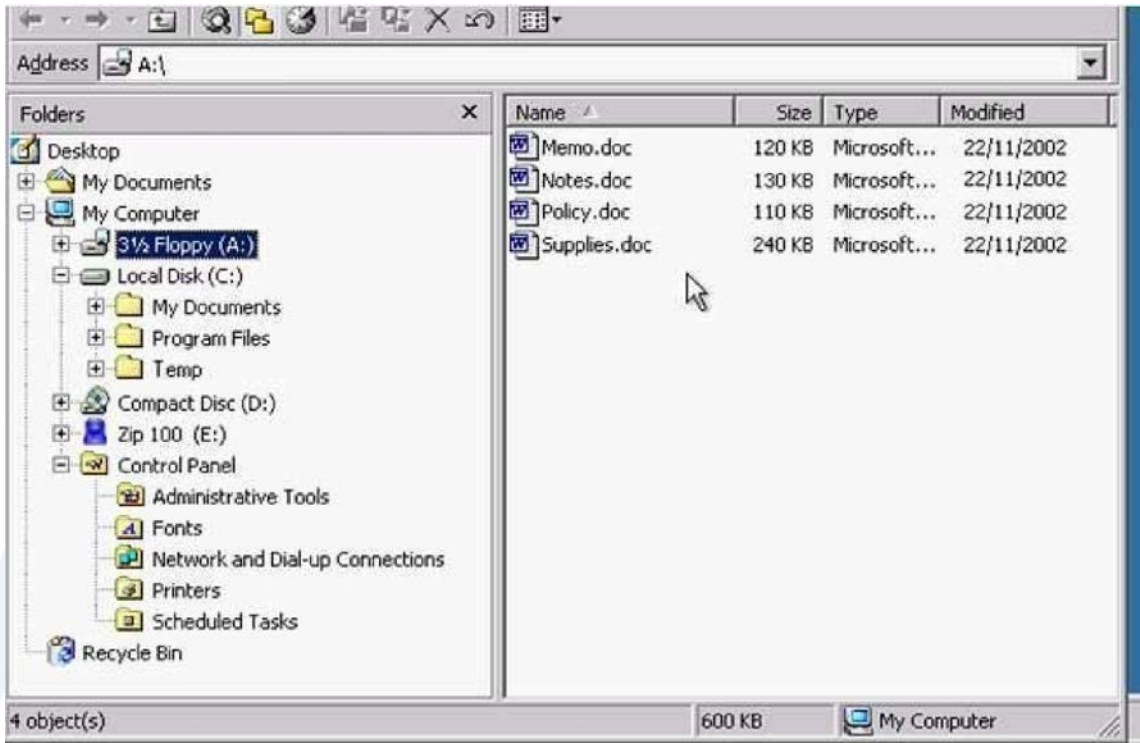 Address A:\
Folders
Desktop
My Documents
My Computer
3½ Floppy (A:)
Local Disk (C:)
My Documents
Program Files
Temp
Compact Disc (D:)
Zip 100 (E:)
Control Panel
Administrative Tools
Fonts
Network and Dial-up Connections
Printers
Scheduled Tasks
Recycle Bin
Name Size Type Modified
Memo.doc 120 KB Microsoft... 22/11/2002
Notes.doc 130 KB Microsoft... 22/11/2002
Policy.doc 110 KB Microsoft... 22/11/2002
Supplies.doc 240 KB Microsoft... 22/11/2002
4 object(s) 600 KB My Computer